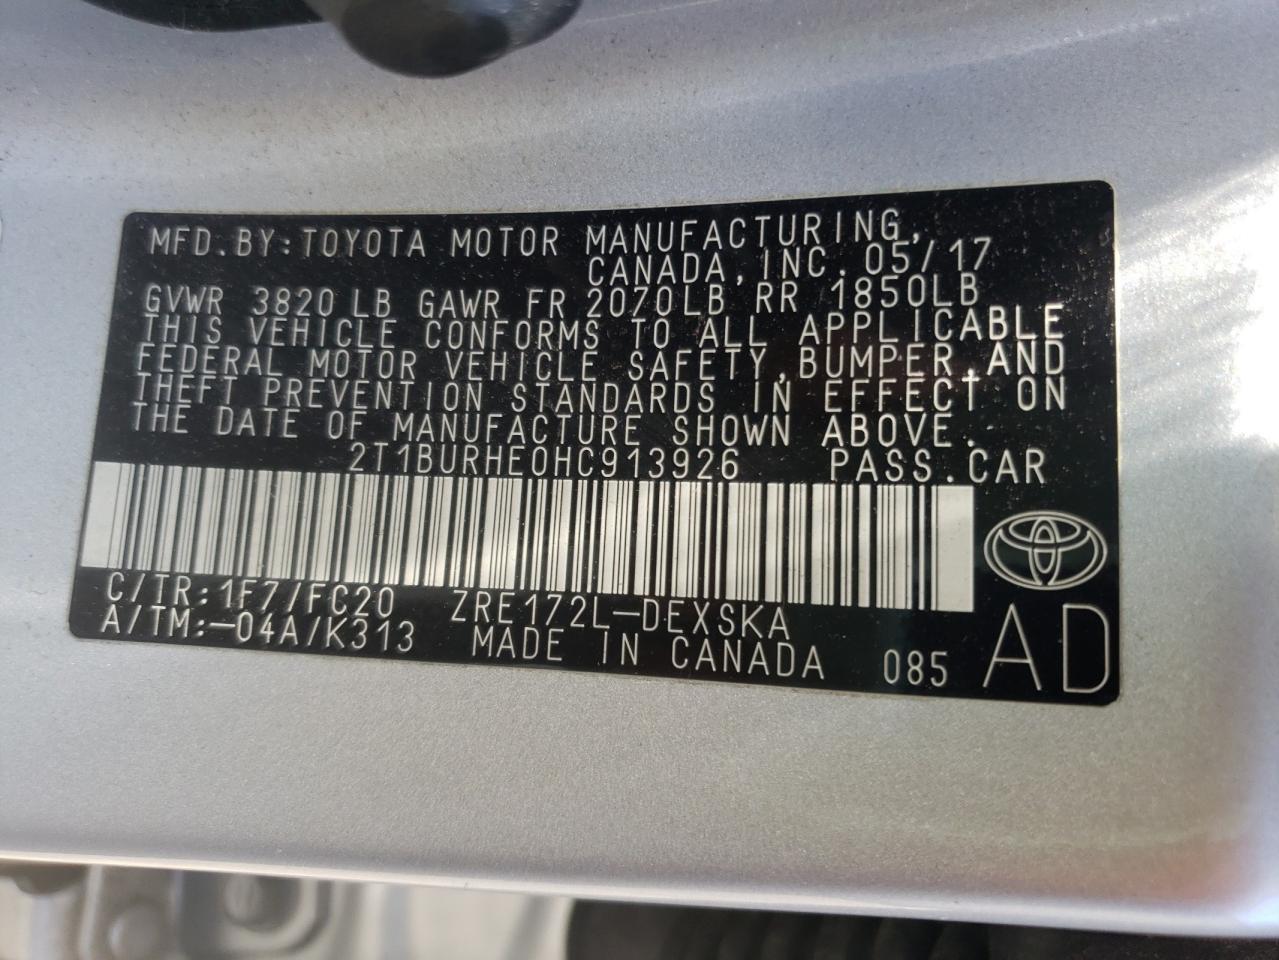 MFD.BY:TOYOTA MOTOR MANUFACTURING,
CANADA,INC.05/17
GVWR 3820LB GAWR FR 2070LB RR 1850LB
THIS VEHICLE CONFORMS TO ALL APPLICABLE
FEDERAL MOTOR VEHICLE SAFETY,BUMPER,AND
THEFT PREVENTION STANDARDS IN EFFECT ON
THE DATE OF MANUFACTURE SHOWN ABOVE.
2T1BURHE0HC913926 PASS.CAR
C/TR:1F7/FC20 ZRE172L-DEXSKA
A/TM:-04A/K313 MADE IN CANADA 085 AD